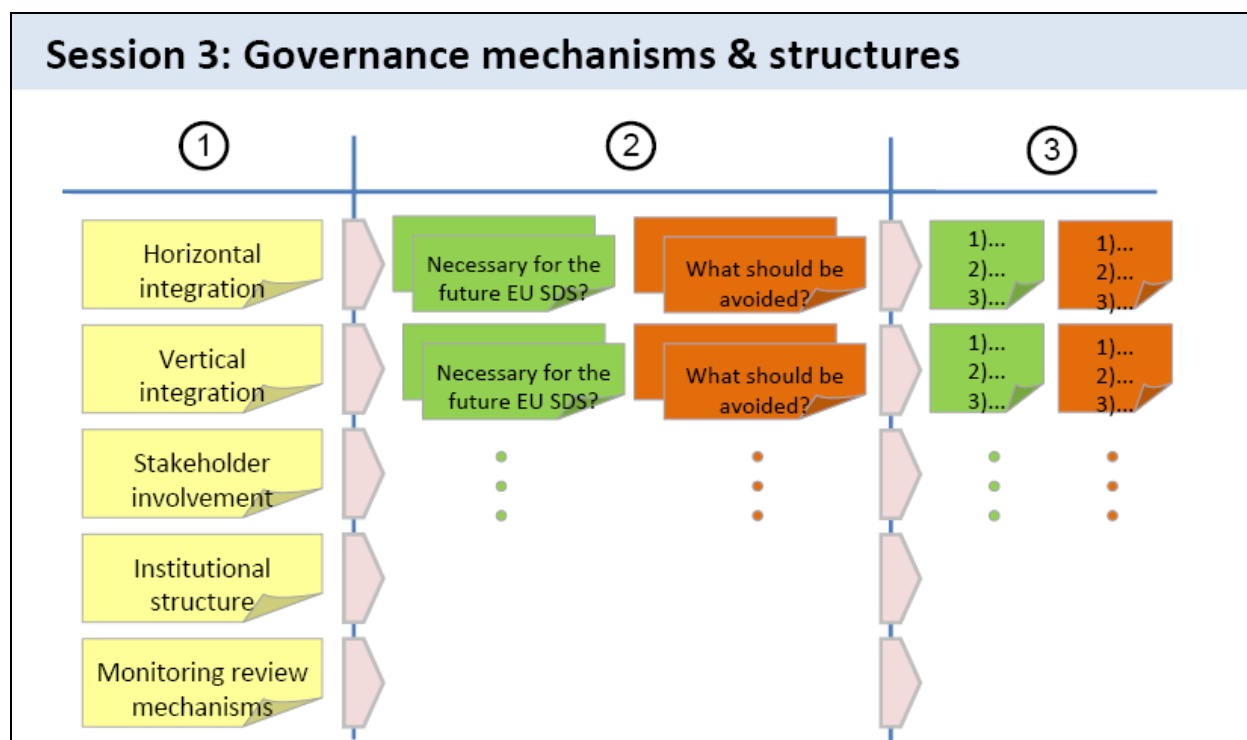 Session 3: Governance mechanisms & structures
1
2
3
Horizontal
integration
Necessary for the
future EU SDS?
What should be
avoided?
1)...
2)...
3)...
1)...
2)...
3)...
Vertical
integration
Necessary for the
future EU SDS?
What should be
avoided?
1)...
2)...
3)...
1)...
2)...
3)...
Stakeholder
involvement
Institutional
structure
Monitoring review
mechanisms